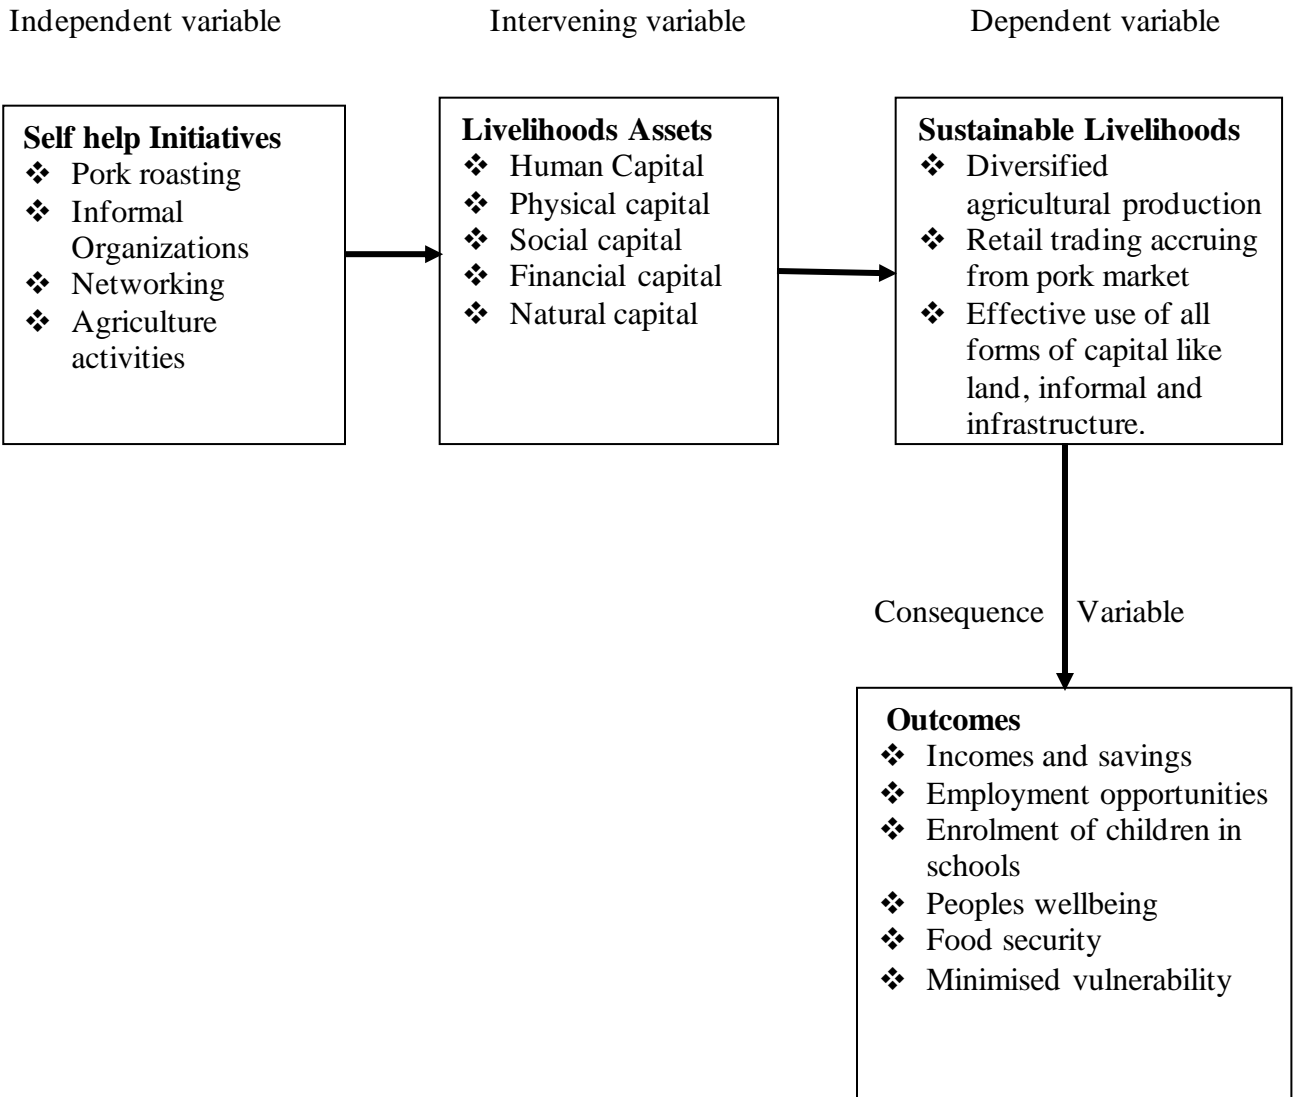 Independent variable
Intervening variable
Dependent variable
Self help Initiatives
❖ Pork roasting
❖ Informal
Organizations
❖ Networking
❖ Agriculture
activities
Livelihoods Assets
❖ Human Capital
❖ Physical capital
❖ Social capital
❖ Financial capital
❖ Natural capital
Sustainable Livelihoods
❖ Diversified
agricultural production
❖ Retail trading accruing
from pork market
❖ Effective use of all
forms of capital like
land, informal and
infrastructure.
Consequence Variable
Outcomes
❖ Incomes and savings
❖ Employment opportunities
❖ Enrolment of children in
schools
❖ Peoples wellbeing
❖ Food security
❖ Minimised vulnerability